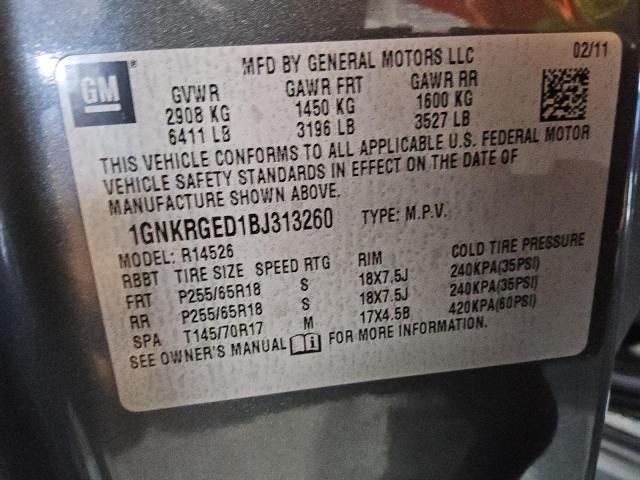 GM ®
MFD BY GENERAL MOTORS LLC 02/11
GVWR GAWR FRT GAWR RR
2908 KG 1450 KG 1600 KG
6411 LB 3196 LB 3527 LB
THIS VEHICLE CONFORMS TO ALL APPLICABLE U.S. FEDERAL MOTOR
VEHICLE SAFETY STANDARDS IN EFFECT ON THE DATE OF
MANUFACTURE SHOWN ABOVE.
1GNKRGED1BJ313260 TYPE: M.P.V.
MODEL: R14526
RBBT TIRE SIZE SPEED RTG RIM COLD TIRE PRESSURE
FRT P255/65R18 S 18X7.5J 240KPA(35PSI)
RR P255/65R18 S 18X7.5J 240KPA(35PSI)
SPA T145/70R17 M 17X4.5B 420KPA(60PSI)
SEE OWNER'S MANUAL i FOR MORE INFORMATION.